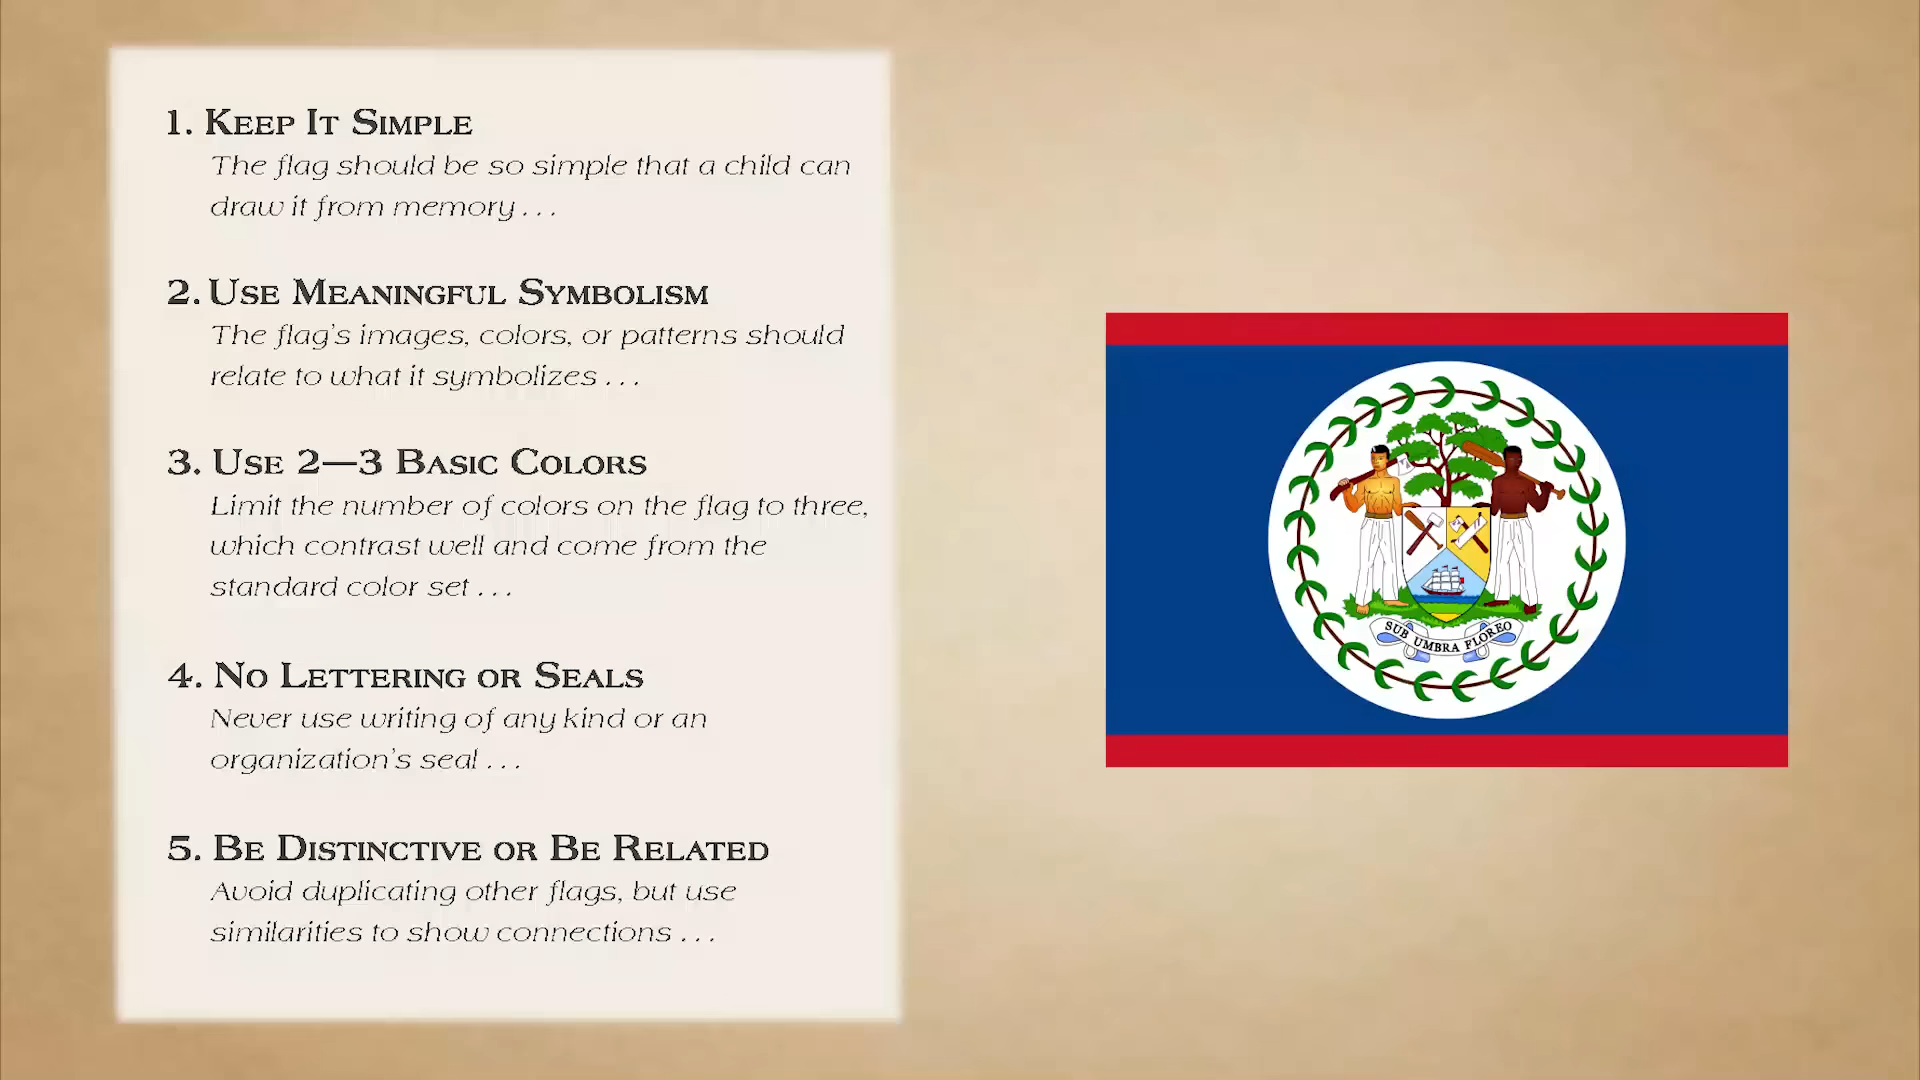 1. Keep It Simple
The flag should be so simple that a child can
draw it from memory . . .
2. Use Meaningful Symbolism
The flag's images, colors, or patterns should
relate to what it symbolizes . . .
3. Use 2—3 Basic Colors
Limit the number of colors on the flag to three,
which contrast well and come from the
standard color set . . .
4. No Lettering or Seals
Never use writing of any kind or an
organization's seal . . .
5. Be Distinctive or Be Related
Avoid duplicating other flags, but use
similarities to show connections . . .
SUB UMBRA FLOREO